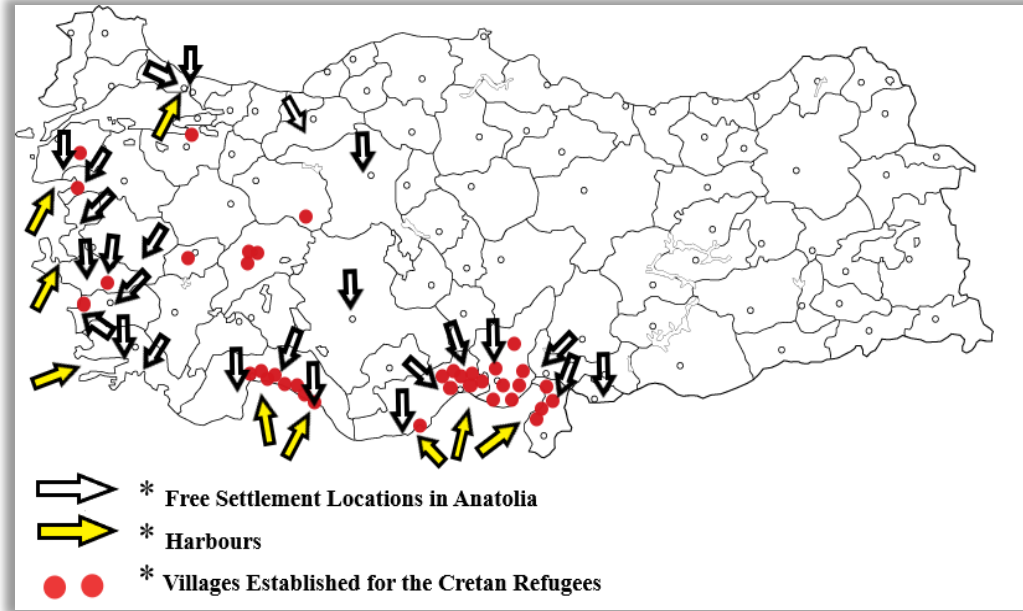 * Free Settlement Locations in Anatolia
* Harbours
* Villages Established for the Cretan Refugees